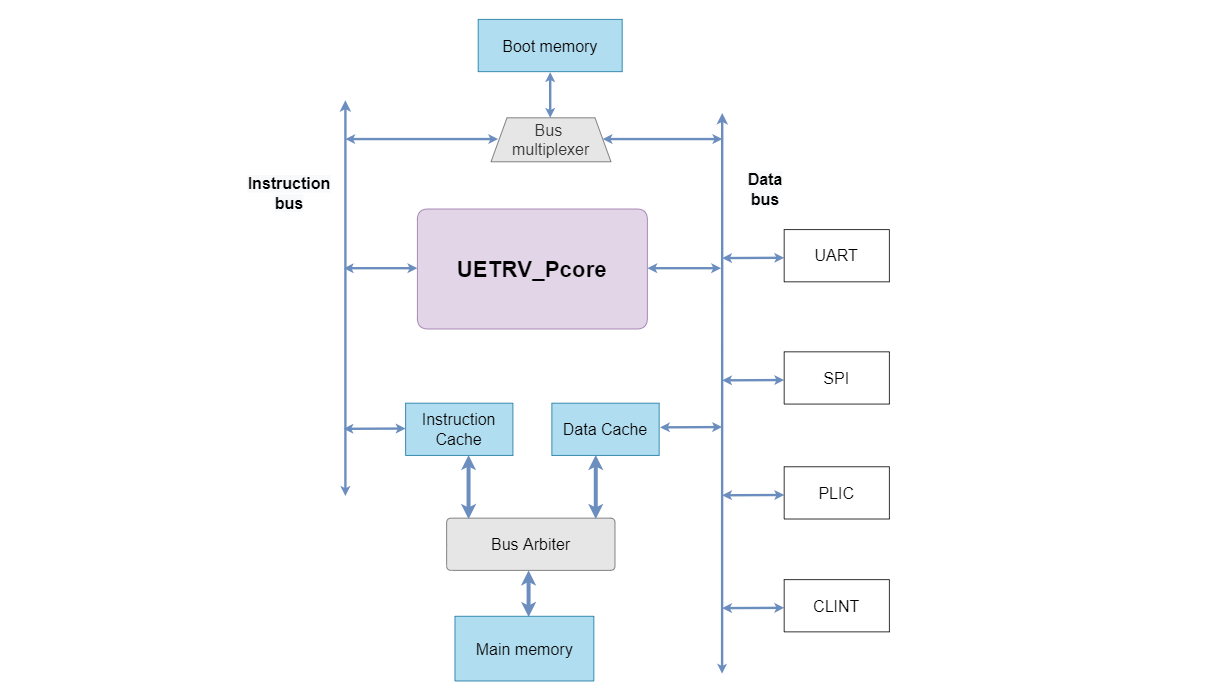 Boot memory
Bus
multiplexer
Instruction
bus
Data
bus
UETRV_Pcore
UART
SPI
Instruction
Cache
Data Cache
PLIC
Bus Arbiter
CLINT
Main memory